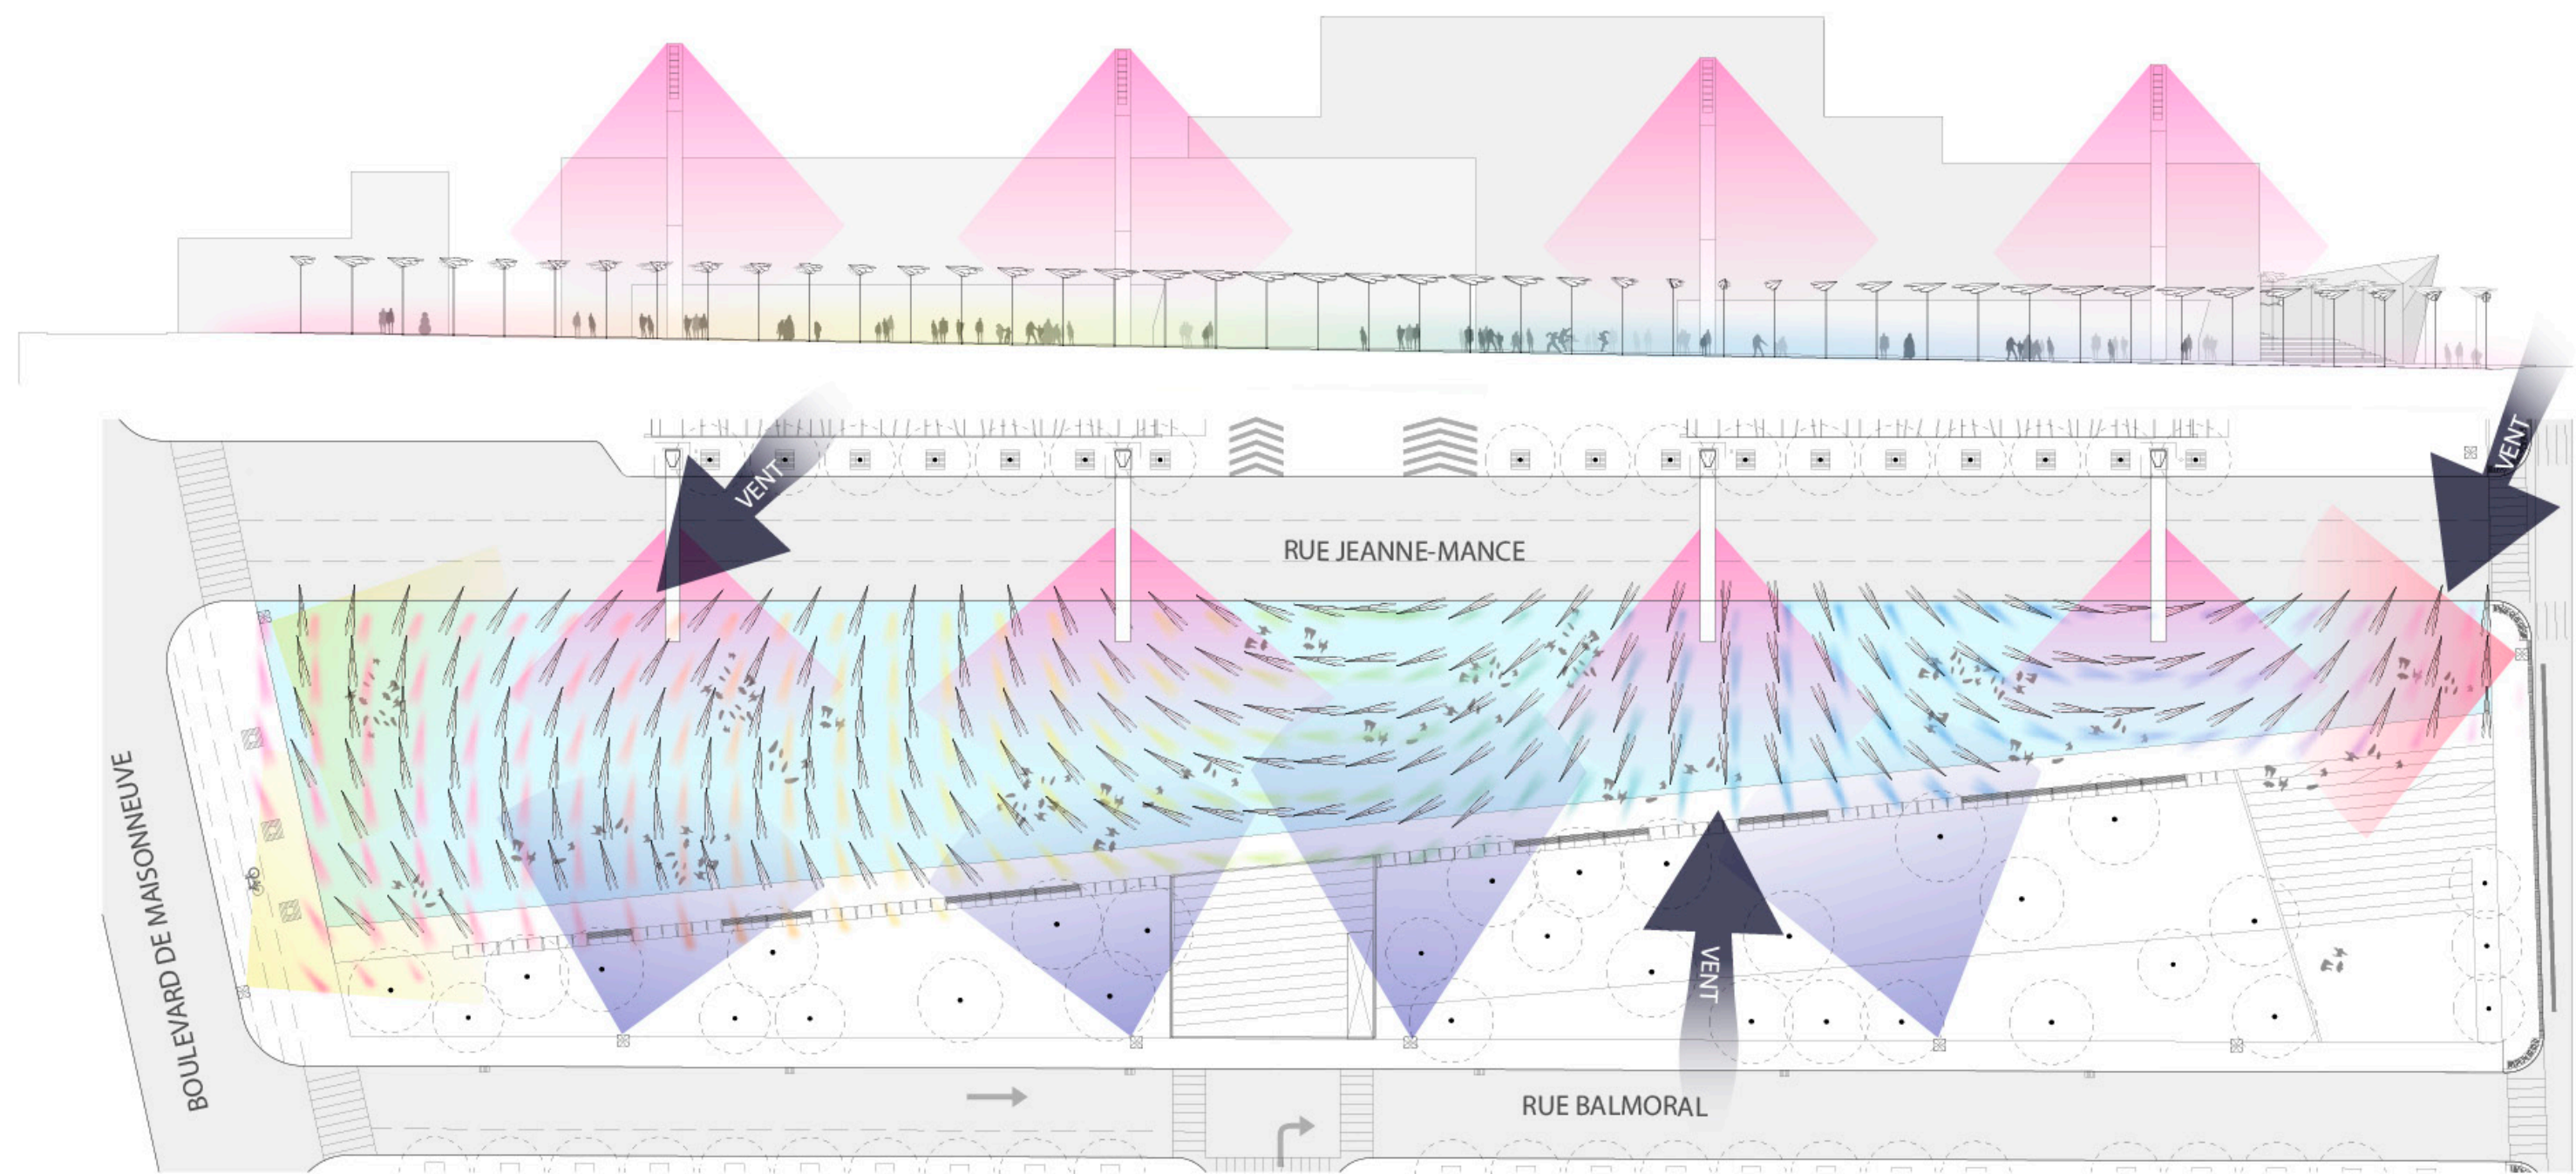 VENT
VENT
RUE JEANNE-MANCE
BOULEVARD DE MAISONNEUVE
VENT
RUE BALMORAL